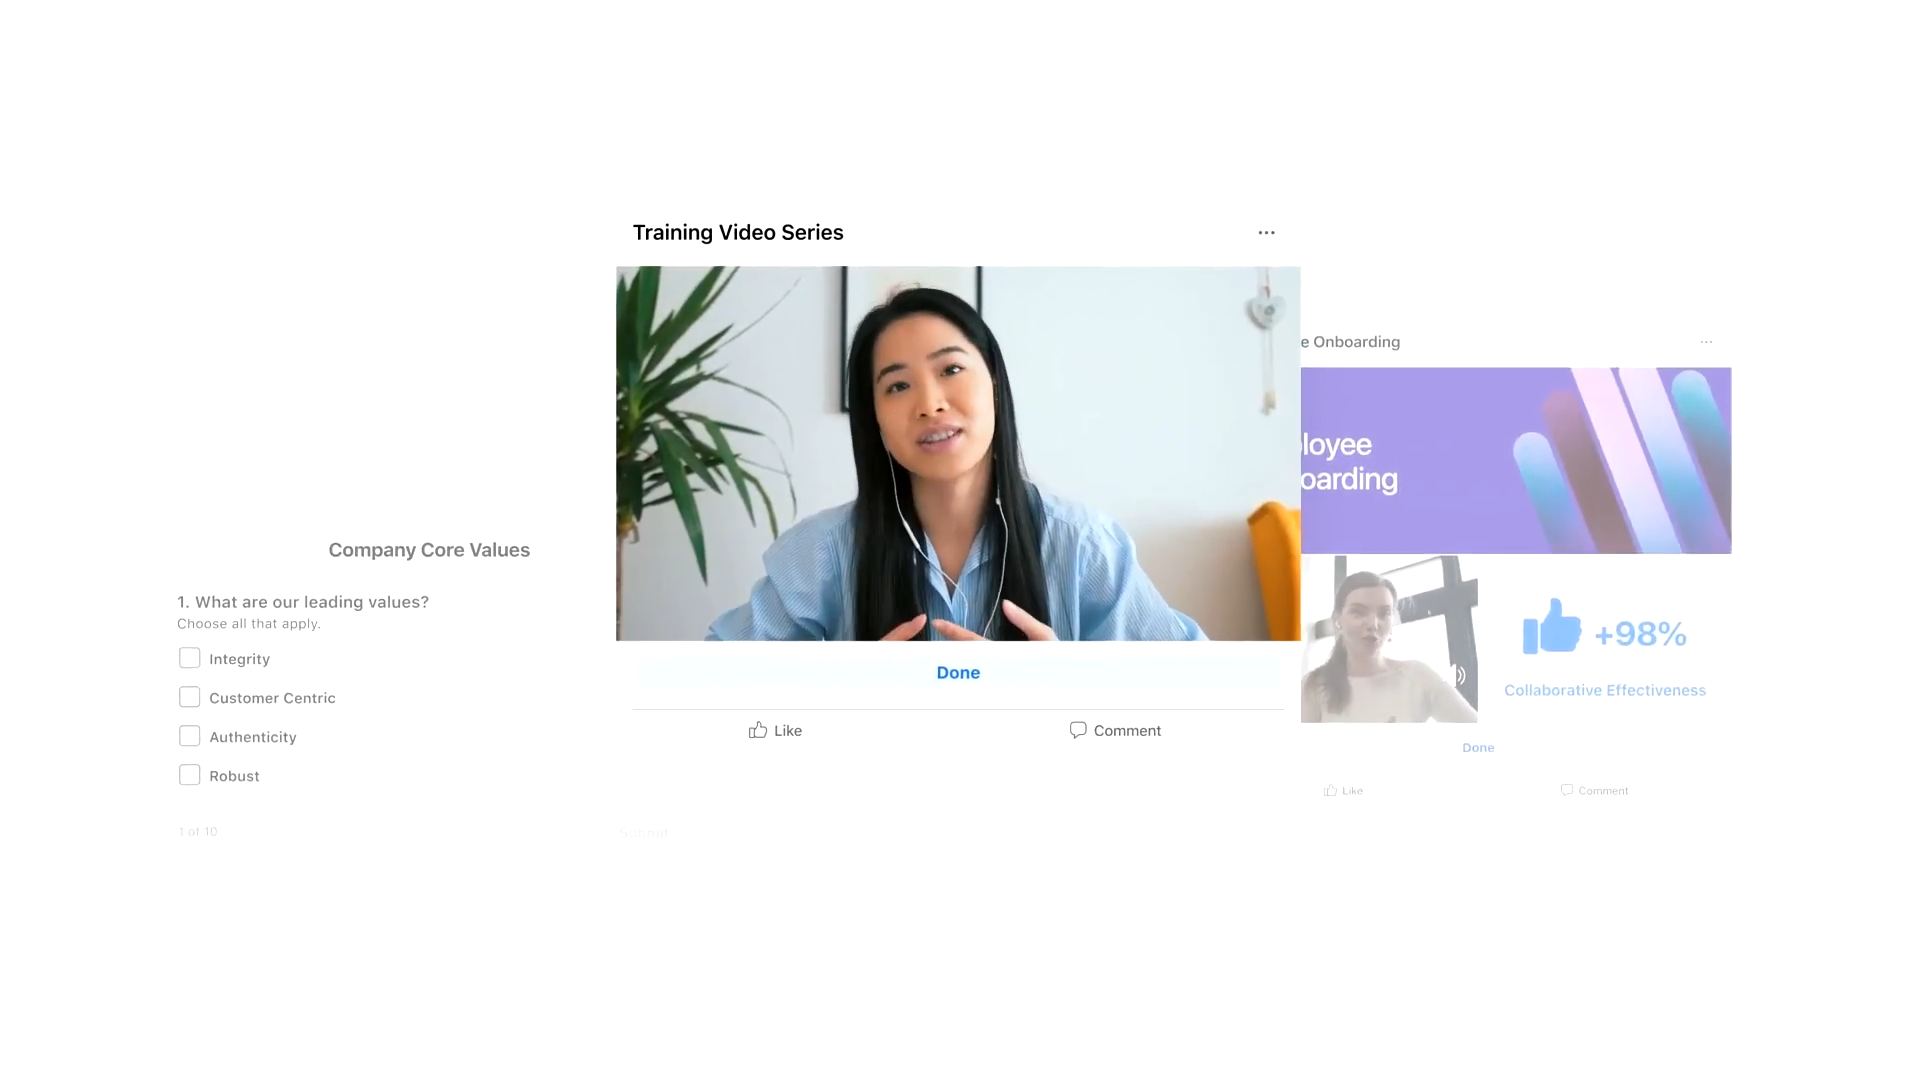 Training Video Series
Done
Like
Comment
Company Core Values
1. What are our leading values?
Choose all that apply.
Integrity
Customer Centric
Authenticity
Robust
1 of 10
Submit
e Onboarding
loyee
oarding
+98%
Collaborative Effectiveness
Done
Like
Comment